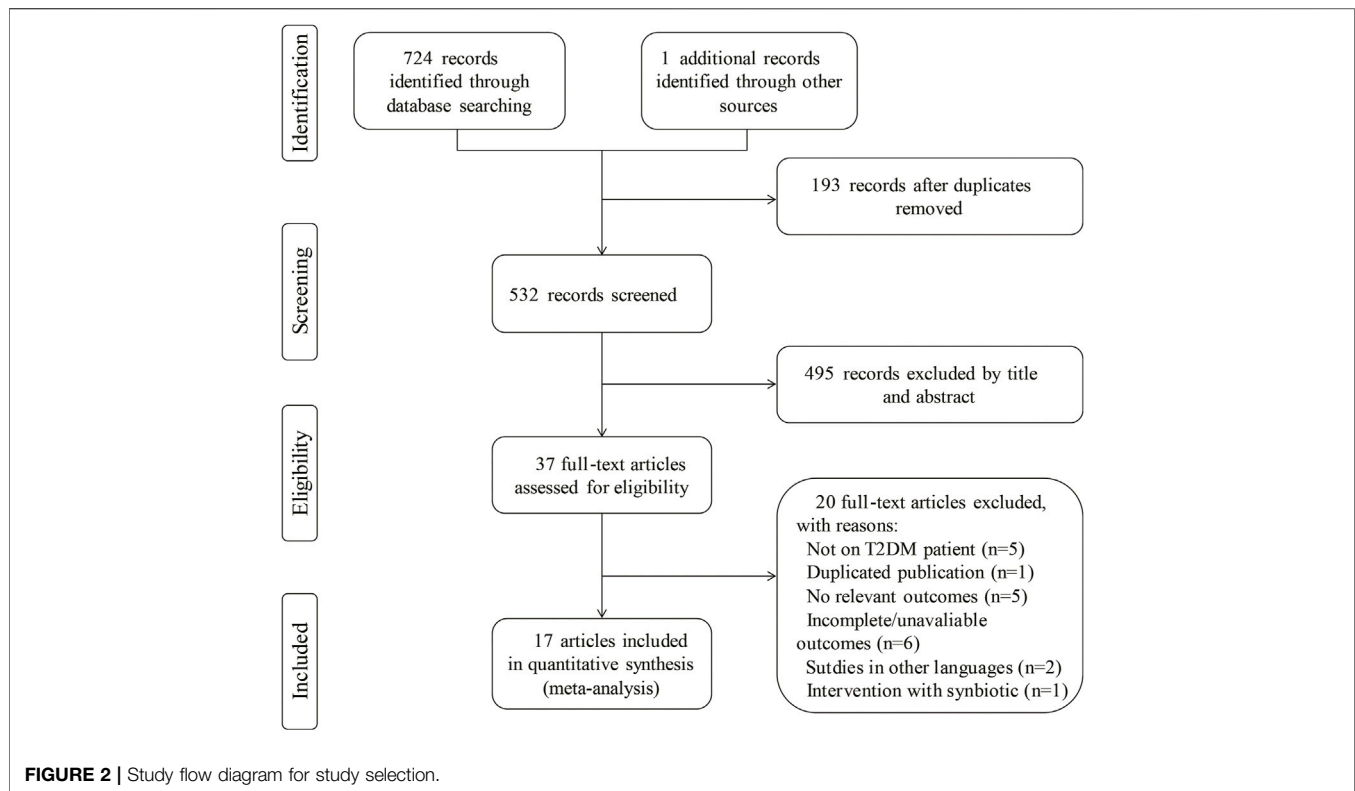 Identification
724 records
identified through
database searching
1 additional records
identified through other
sources
193 records after duplicates
removed
Screening
532 records screened
495 records excluded by title
and abstract
Eligibility
37 full-text articles
assessed for eligibility
20 full-text articles excluded,
with reasons:
Not on T2DM patient (n=5)
Duplicated publication (n=1)
No relevant outcomes (n=5)
Incomplete/unavaliable
outcomes (n=6)
Sutdies in other languages (n=2)
Intervention with synbiotic (n=1)
Included
17 articles included
in quantitative synthesis
(meta-analysis)
FIGURE 2 | Study flow diagram for study selection.